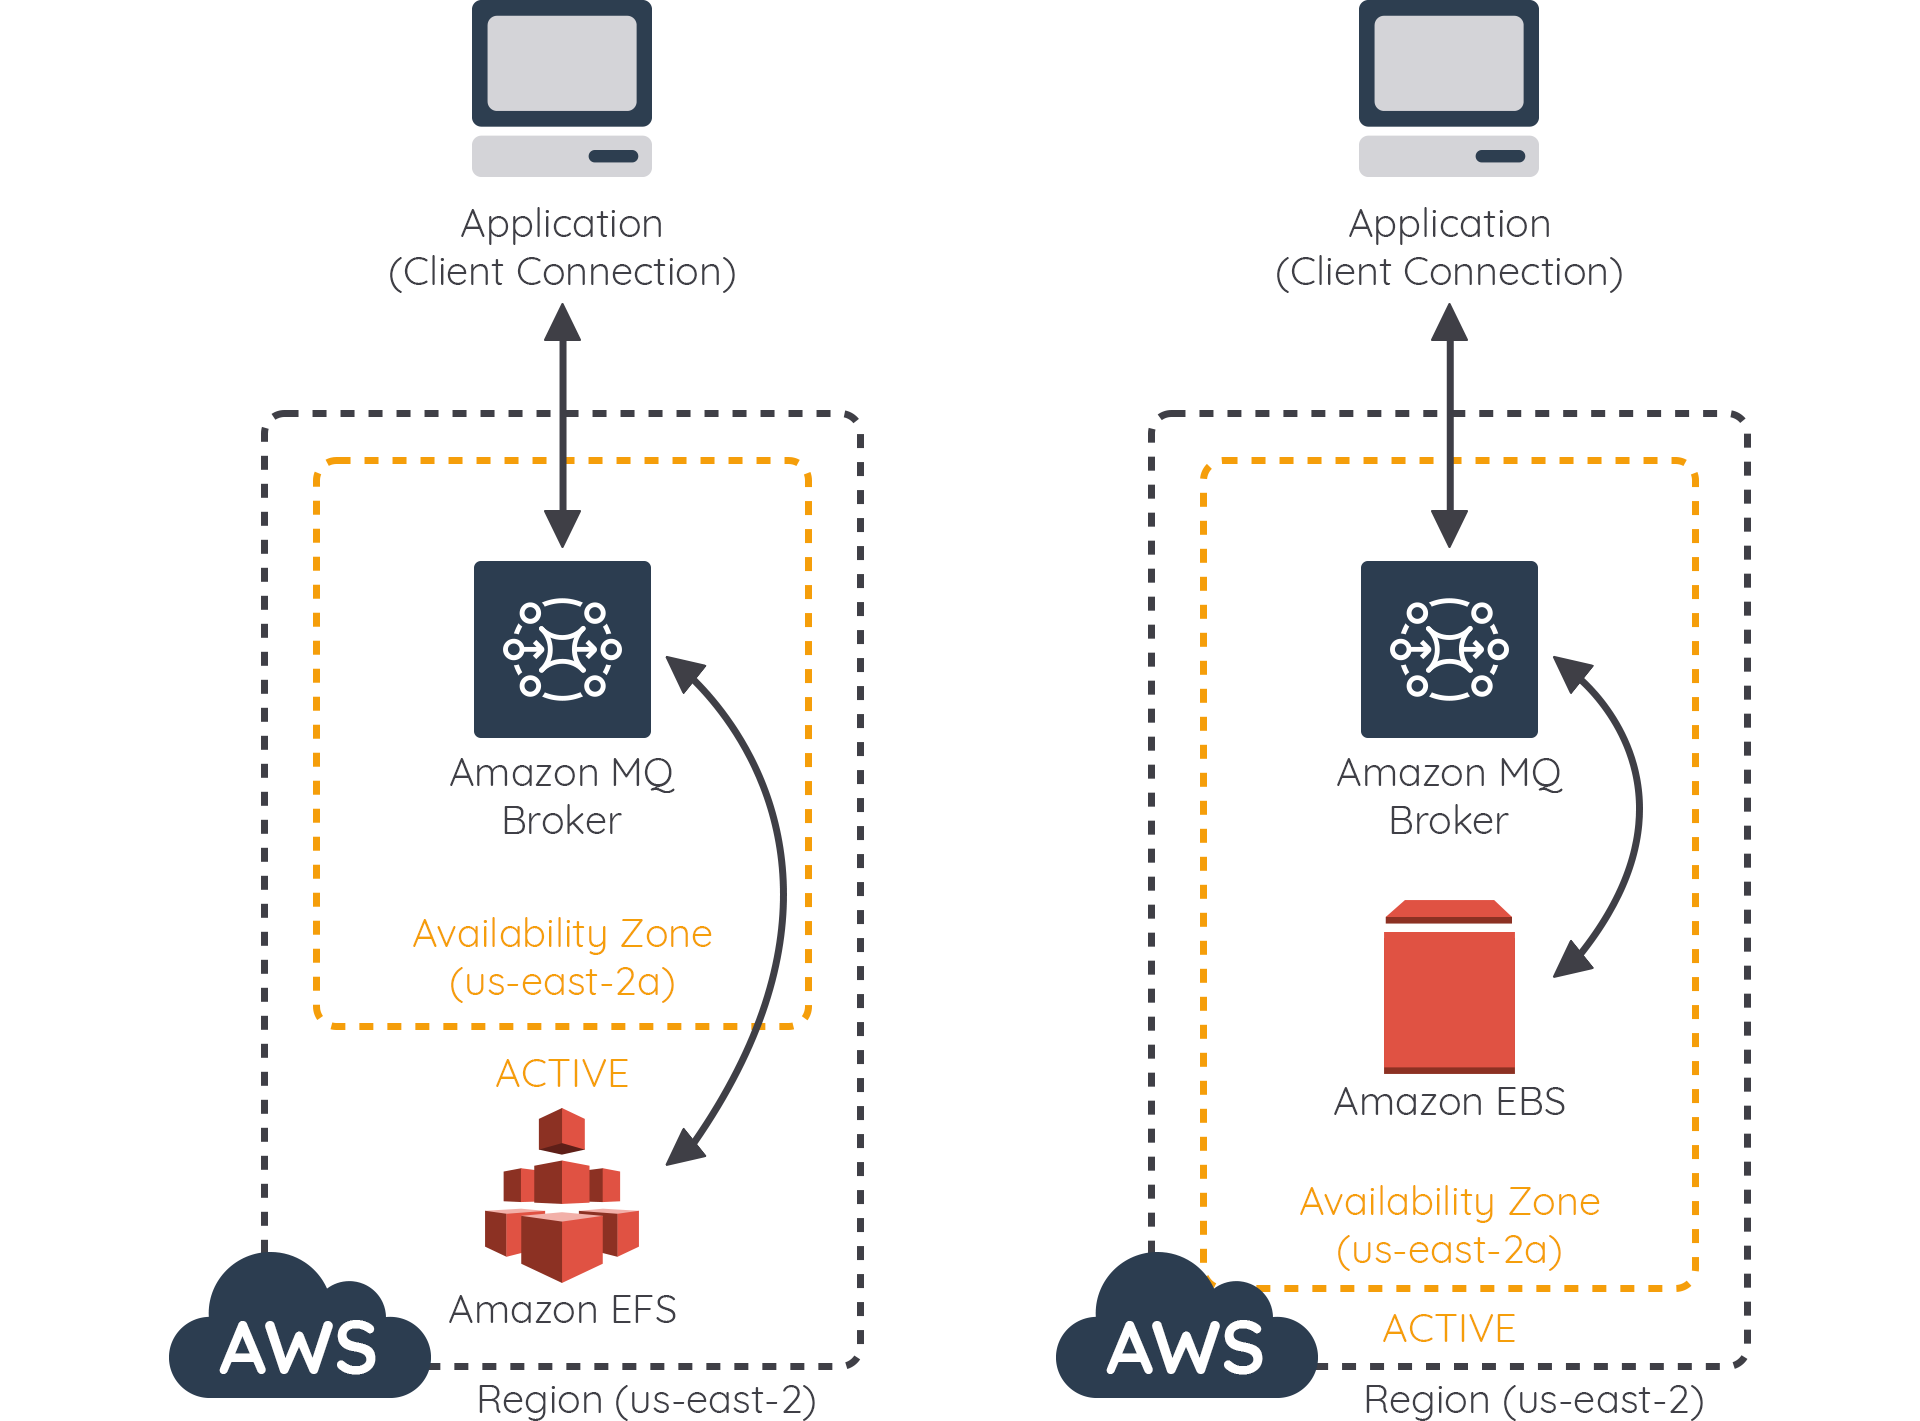 Application
(Client Connection)
Amazon MQ
Broker
Availability Zone
(us-east-2a)
ACTIVE
Amazon EFS
AWS
Region (us-east-2)
Application
(Client Connection)
Amazon MQ
Broker
Amazon EBS
Availability Zone
(us-east-2a)
ACTIVE
AWS
Region (us-east-2)